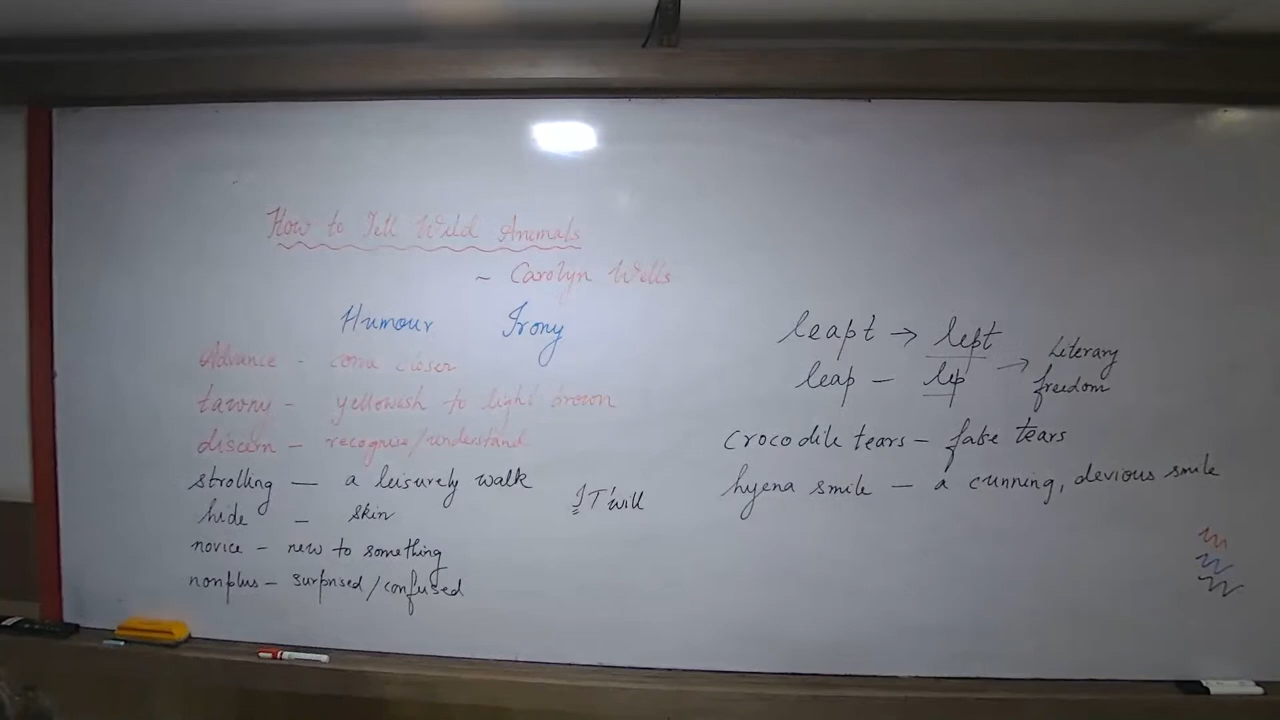 How to Tell Wild Animals
~ Carolyn Wells
Humour Irony
Advance - come closer
tawny - yellowish to light brown
discern - recognise/understand
strolling — a leisurely walk
hide - skin
novice - new to something
nonplus - surprised/confused
IT'will
leapt → lept
leap - lep
→ Literary
freedom
crocodile tears - fake tears
hyena smile - a cunning, devious smile